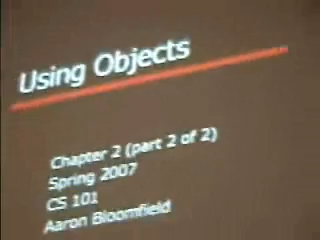 Using Objects
Chapter 2 (part 2 of 2)
Spring 2007
CS 101
Aaron Bloomfield